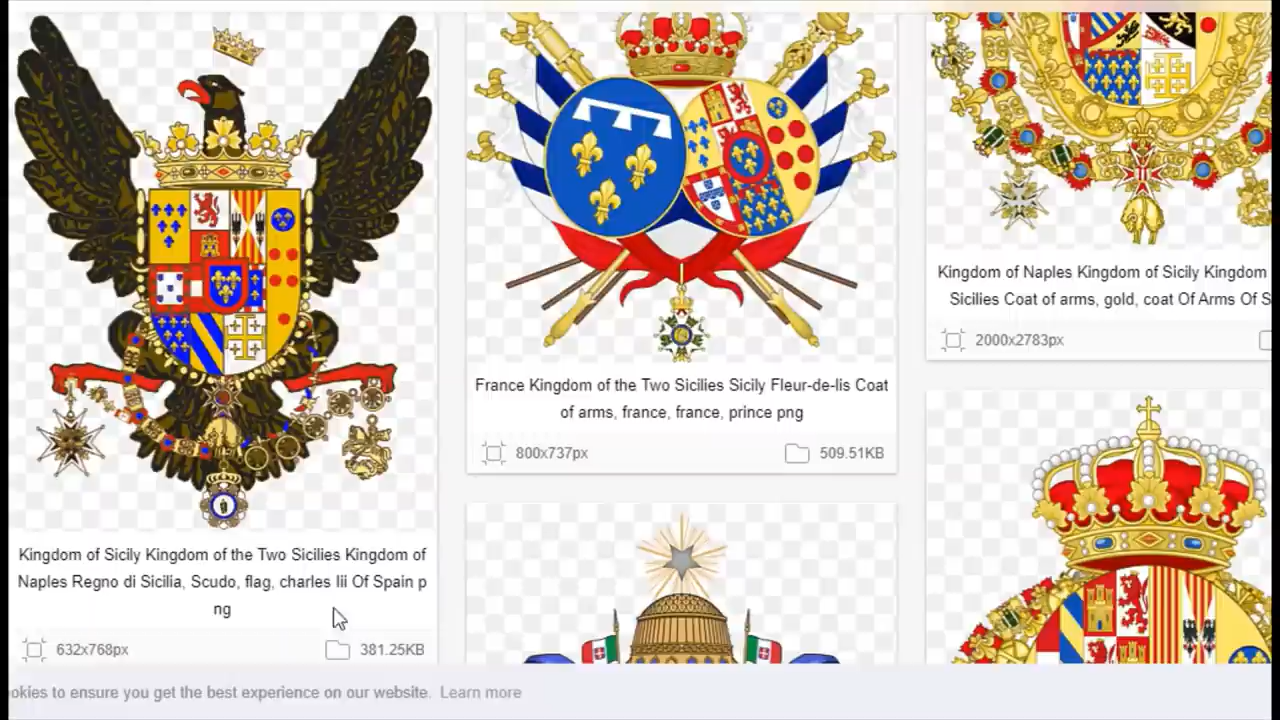 Kingdom of Sicily Kingdom of the Two Sicilies Kingdom of
Naples Regno di Sicilia, Scudo, flag, charles Iii Of Spain p
ng
632x768px
381.25KB
France Kingdom of the Two Sicilies Sicily Fleur-de-lis Coat
of arms, france, france, prince png
800x737px
509.51KB
Kingdom of Naples Kingdom of Sicily Kingdom
Sicilies Coat of arms, gold, coat Of Arms Of S
2000x2783px
okies to ensure you get the best experience on our website. Learn more